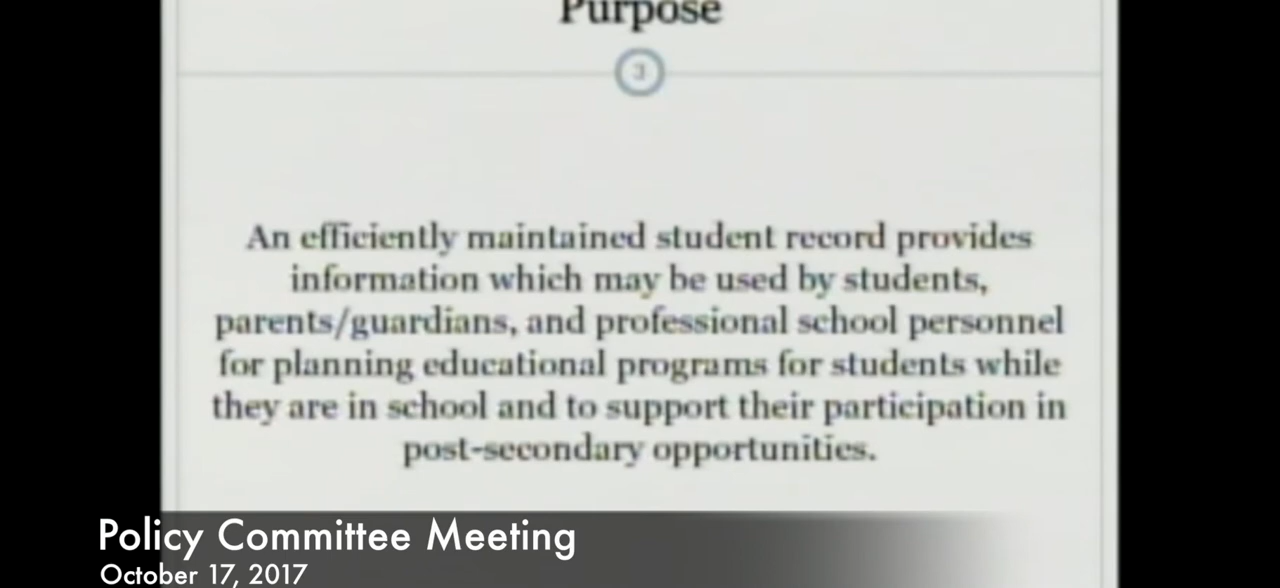 Purpose
3
An efficiently maintained student record provides
information which may be used by students,
parents/guardians, and professional school personnel
for planning educational programs for students while
they are in school and to support their participation in
post-secondary opportunities.
Policy Committee Meeting
October 17, 2017